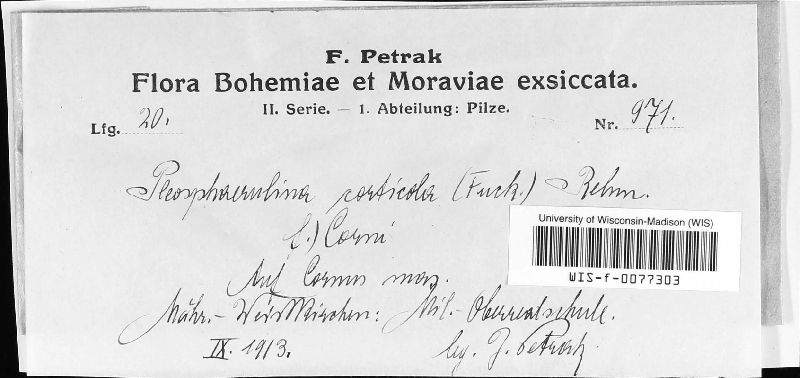 F. Petrak
Flora Bohemiae et Moraviae exsiccata.
II. Serie. – 1. Abteilung: Pilze.
Lfg. 20.
Nr. 971.
Pleosphaerulina corticola (Fuck.) Rehm.
f.) Corni
Auf Cornus mas.
Mähr.-Weisskirchen: Mil.-Oberrealschule.
IX. 1913.
leg. J. Petrak
University of Wisconsin-Madison (WIS)
WIS-f-0077303